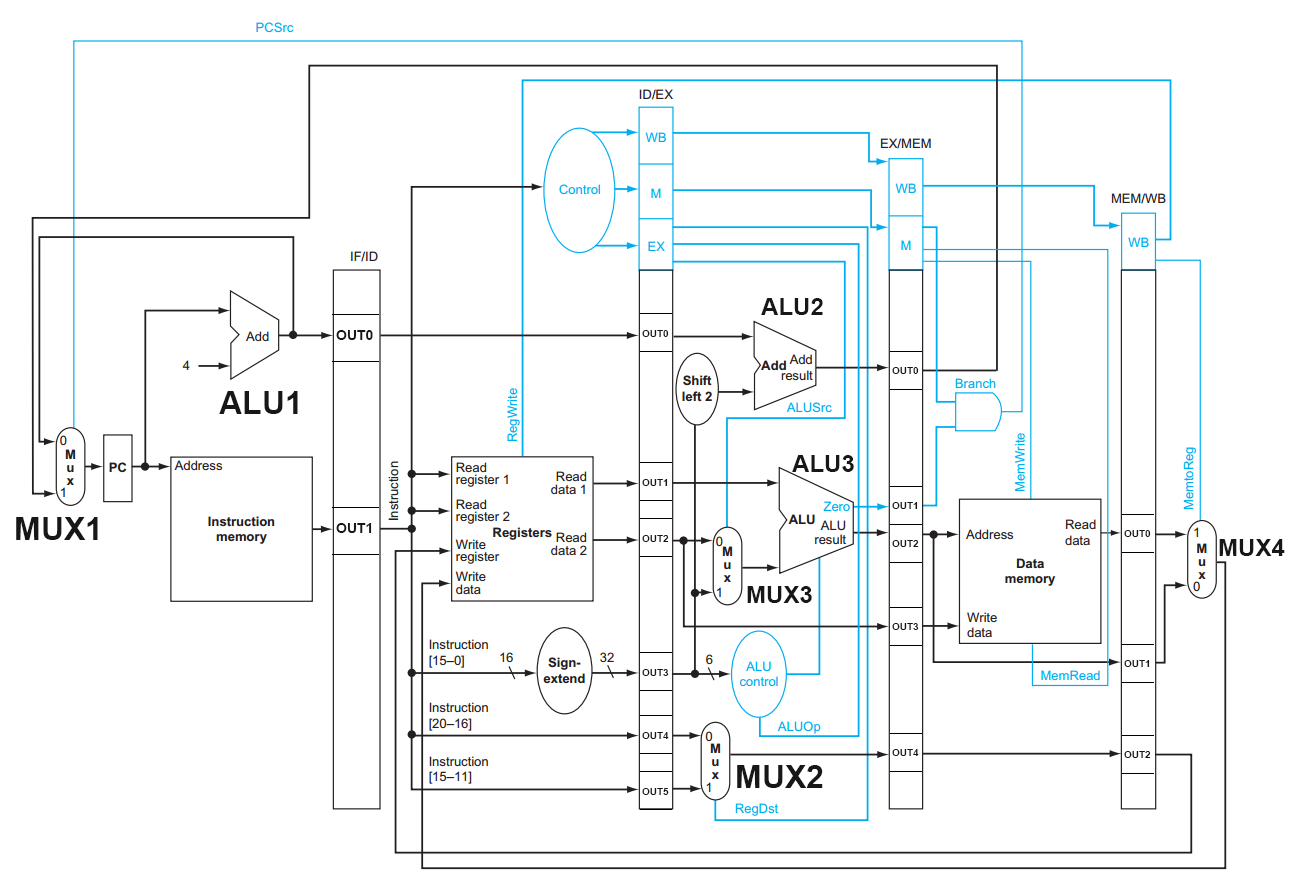 PCSrc
ID/EX
WB
Control
M
EX
EX/MEM
WB
M
MEM/WB
WB
IF/ID
OUT0
Add
4
ALU1
OUT0
ALU2
Add
Add
result
Shift
left 2
OUT0
Branch
ALUSrc
RegWrite
0
M
u
x
1
MUX1
PC
Address
Instruction
memory
OUT1
Instruction
Read
register 1
Read
register 2
Write
register
Write
data
Registers
Read
data 1
Read
data 2
OUT1
OUT2
0
M
u
x
1
MUX3
ALU3
ALU
Zero
ALU
result
OUT1
OUT2
OUT3
MemWrite
Address
Read
data
Data
memory
Write
data
MemRead
OUT0
OUT1
MemtoReg
1
M
u
x
0
MUX4
Instruction
[15–0]
16
Sign-
extend
32
OUT3
6
ALU
control
ALUOp
Instruction
[20–16]
OUT4
Instruction
[15–11]
OUT5
0
M
u
x
1
MUX2
RegDst
OUT4
OUT2